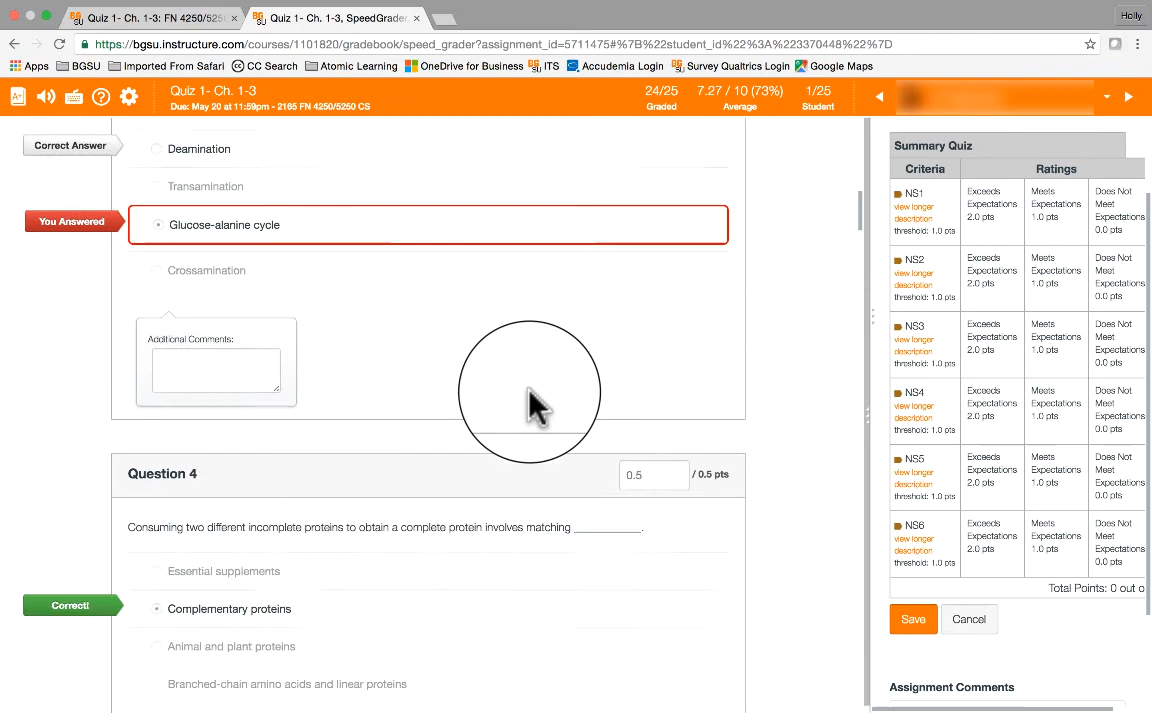 Quiz 1- Ch. 1-3: FN 4250/525
Quiz 1- Ch. 1-3, SpeedGrader
Holly
https://bgsu.instructure.com/courses/1101820/gradebook/speed_grader?assignment_id=5711475#%7B%22student_id%22%3A%223370448%22%7D
Apps BGSU Imported From Safari CC Search Atomic Learning OneDrive for Business ITS Accudemia Login Survey Qualtrics Login Google Maps
Quiz 1- Ch. 1-3
Due: May 20 at 11:59pm - 2165 FN 4250/5250 CS
24/25
Graded
7.27 / 10 (73%)
Average
1/25
Student
Correct Answer
Deamination
Transamination
You Answered
Glucose-alanine cycle
Crossamination
Additional Comments:
Question 4
0.5
/ 0.5 pts
Consuming two different incomplete proteins to obtain a complete protein involves matching ____________.
Essential supplements
Correct!
Complementary proteins
Animal and plant proteins
Branched-chain amino acids and linear proteins
Summary Quiz
Criteria
Ratings
NS1
view longer
description
threshold: 1.0 pts
Exceeds
Expectations
2.0 pts
Meets
Expectations
1.0 pts
Does Not
Meet
Expectations
0.0 pts
NS2
view longer
description
threshold: 1.0 pts
Exceeds
Expectations
2.0 pts
Meets
Expectations
1.0 pts
Does Not
Meet
Expectations
0.0 pts
NS3
view longer
description
threshold: 1.0 pts
Exceeds
Expectations
2.0 pts
Meets
Expectations
1.0 pts
Does Not
Meet
Expectations
0.0 pts
NS4
view longer
description
threshold: 1.0 pts
Exceeds
Expectations
2.0 pts
Meets
Expectations
1.0 pts
Does Not
Meet
Expectations
0.0 pts
NS5
view longer
description
threshold: 1.0 pts
Exceeds
Expectations
2.0 pts
Meets
Expectations
1.0 pts
Does Not
Meet
Expectations
0.0 pts
NS6
view longer
description
threshold: 1.0 pts
Exceeds
Expectations
2.0 pts
Meets
Expectations
1.0 pts
Does Not
Meet
Expectations
0.0 pts
Total Points: 0 out o
Save
Cancel
Assignment Comments